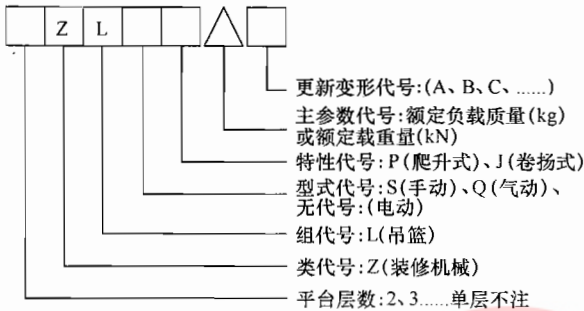 Z L
更新变形代号:(A、B、C、......)
主参数代号:额定负载质量(kg)
或额定载重量(kN)
特性代号:P(爬升式)、J(卷扬式)
型式代号:S(手动)、Q(气动)、
无代号:(电动)
组代号:L(吊篮)
类代号:Z(装修机械)
平台层数:2、3......单层不注